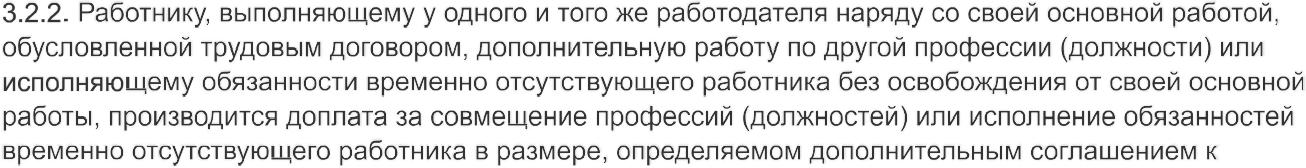 3.2.2. Работнику, выполняющему у одного и того же работодателя наряду со своей основной работой,
обусловленной трудовым договором, дополнительную работу по другой профессии (должности) или
исполняющему обязанности временно отсутствующего работника без освобождения от своей основной
работы, производится доплата за совмещение профессий (должностей) или исполнение обязанностей
временно отсутствующего работника в размере, определяемом дополнительным соглашением к